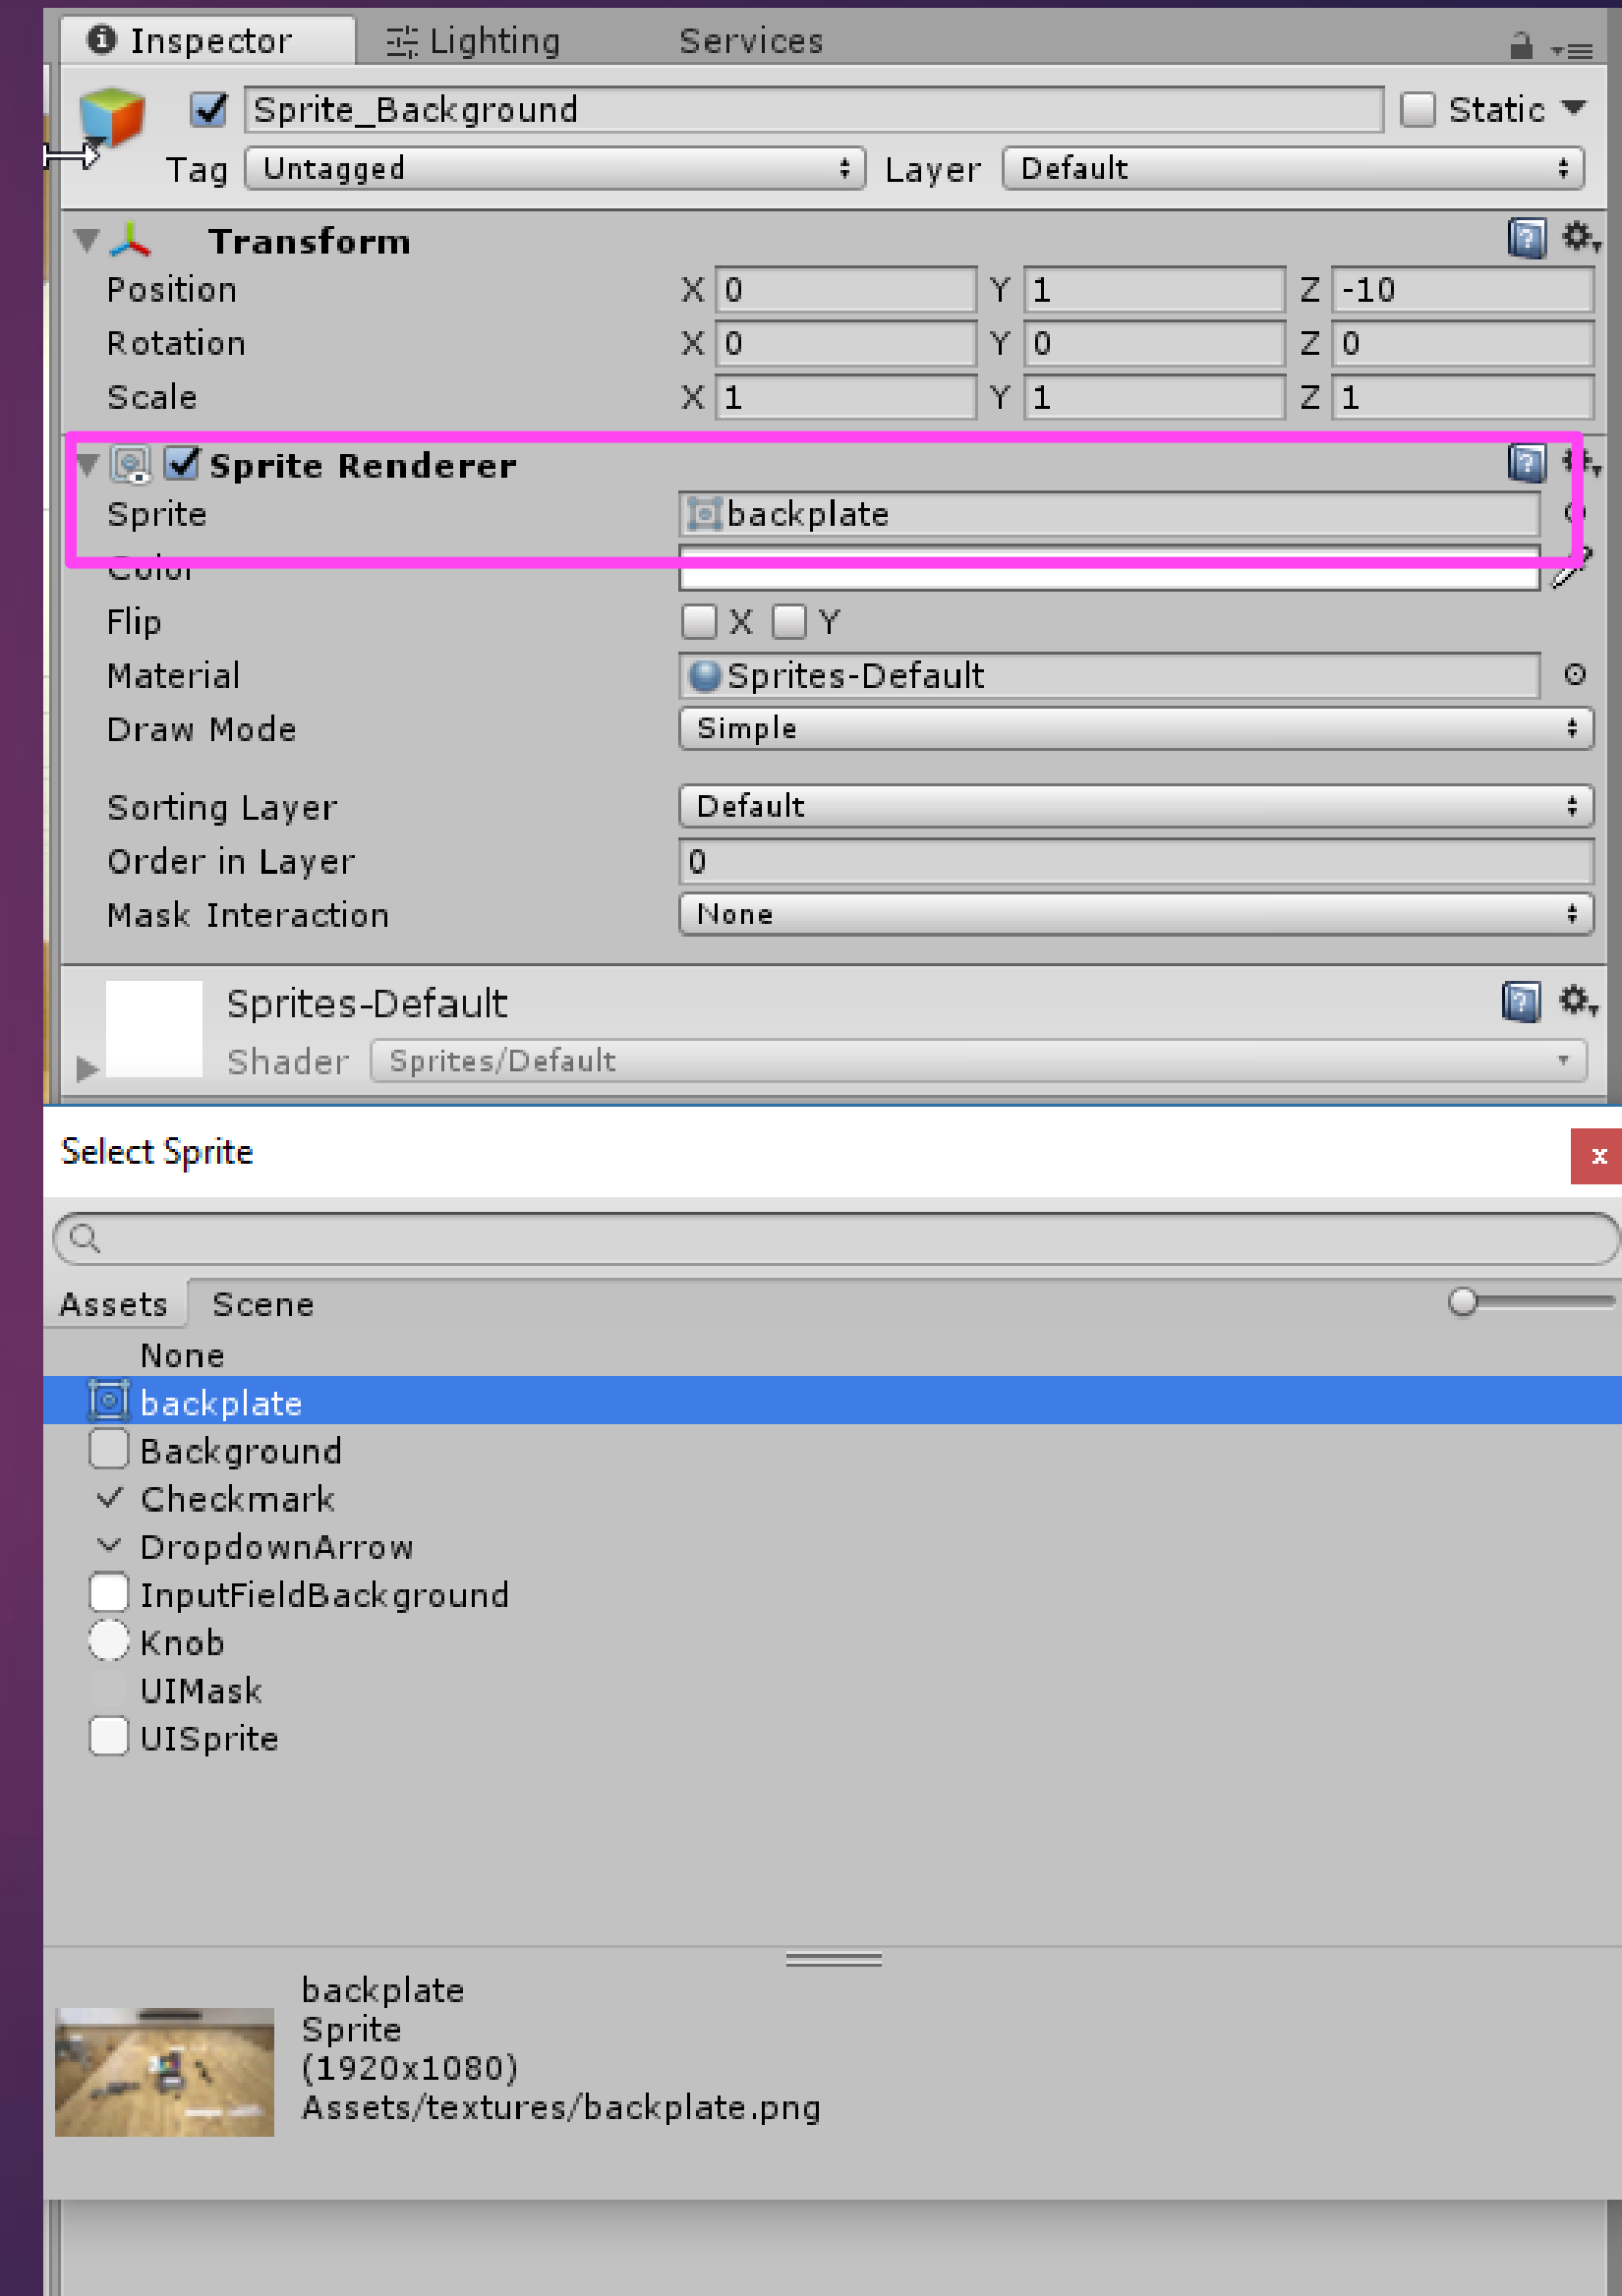 Inspector Lighting Services
Sprite_Background Static
Tag Untagged Layer Default
Transform
Position X 0 Y 1 Z -10
Rotation X 0 Y 0 Z 0
Scale X 1 Y 1 Z 1
Sprite Renderer
Sprite backplate
Color
Flip X Y
Material Sprites-Default
Draw Mode Simple
Sorting Layer Default
Order in Layer 0
Mask Interaction None
Sprites-Default
Shader Sprites/Default
Select Sprite x
Assets Scene
None
backplate
Background
Checkmark
DropdownArrow
InputFieldBackground
Knob
UIMask
UISprite
backplate
Sprite
(1920x1080)
Assets/textures/backplate.png